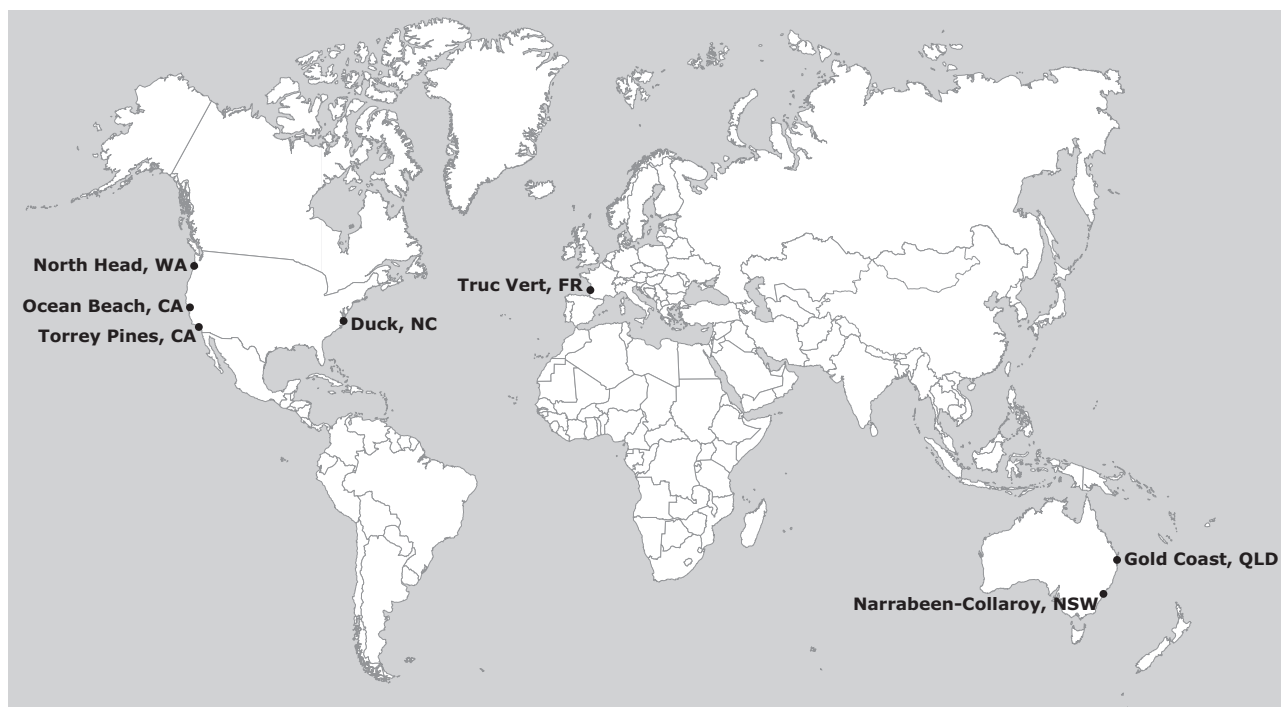 North Head, WA
Truc Vert, FR
Ocean Beach, CA
Duck, NC
Torrey Pines, CA
Gold Coast, QLD
Narrabeen-Collaroy, NSW